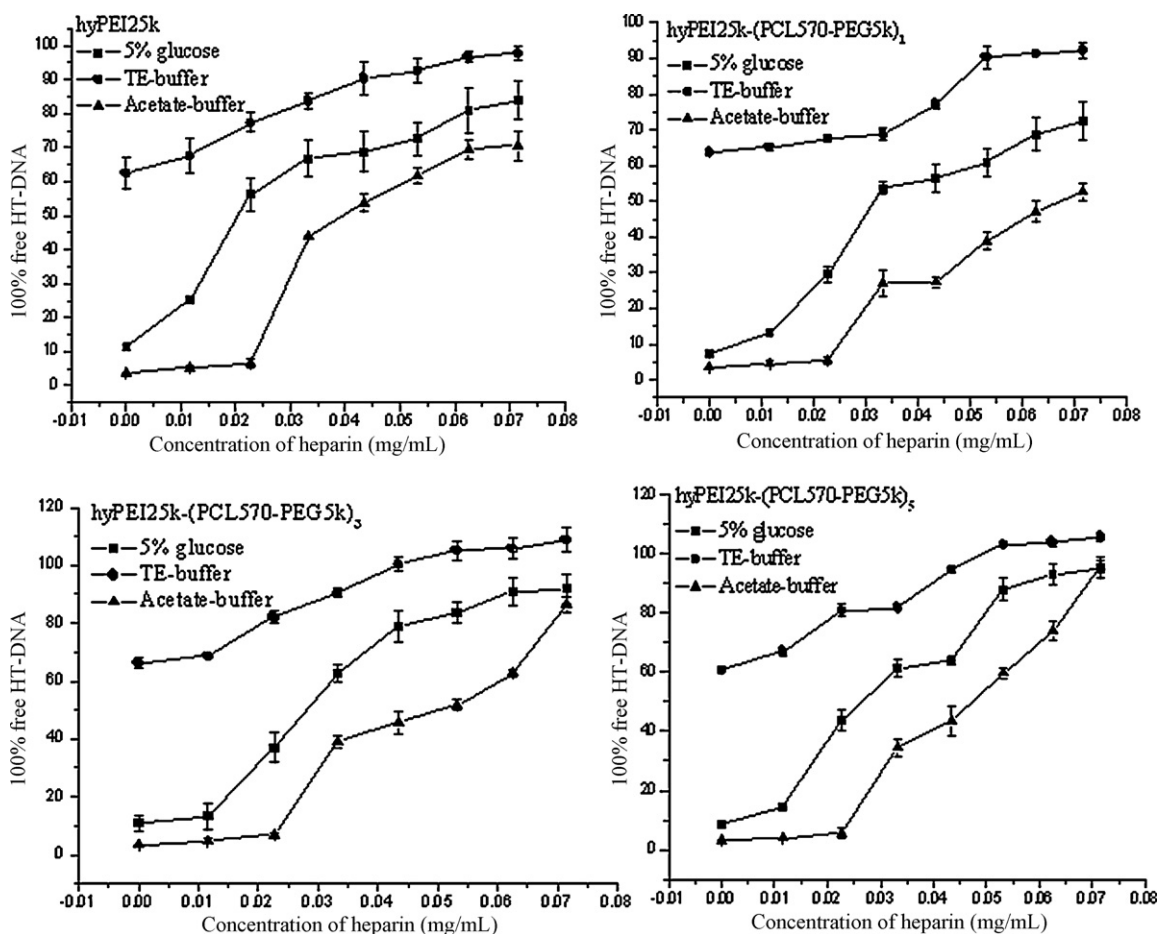 hyPEI25k
5% glucose
TE-buffer
Acetate-buffer
100% free HT-DNA
100
90
80
70
60
50
40
30
20
10
0
-0.01 0.00 0.01 0.02 0.03 0.04 0.05 0.06 0.07 0.08
Concentration of heparin (mg/mL)
hyPEI25k-(PCL570-PEG5k)1
5% glucose
TE-buffer
Acetate-buffer
100% free HT-DNA
100
90
80
70
60
50
40
30
20
10
0
-0.01 0.00 0.01 0.02 0.03 0.04 0.05 0.06 0.07 0.08
Concentration of heparin (mg/mL)
hyPEI25k-(PCL570-PEG5k)3
5% glucose
TE-buffer
Acetate-buffer
100% free HT-DNA
120
100
80
60
40
20
0
-0.01 0.00 0.01 0.02 0.03 0.04 0.05 0.06 0.07 0.08
Concentration of heparin (mg/mL)
hyPEI25k-(PCL570-PEG5k)5
5% glucose
TE-buffer
Acetate-buffer
100% free HT-DNA
120
100
80
60
40
20
0
-0.01 0.00 0.01 0.02 0.03 0.04 0.05 0.06 0.07 0.08
Concentration of heparin (mg/mL)